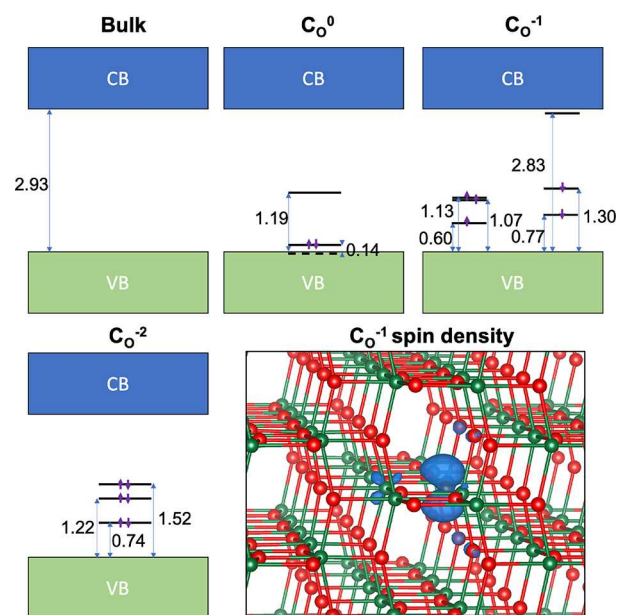 Bulk
C_O^0
C_O^-1
CB
CB
CB
2.93
1.19
0.14
2.83
1.13
1.07
0.60
0.77
1.30
VB
VB
VB
C_O^-2
C_O^-1 spin density
CB
1.22
0.74
1.52
VB